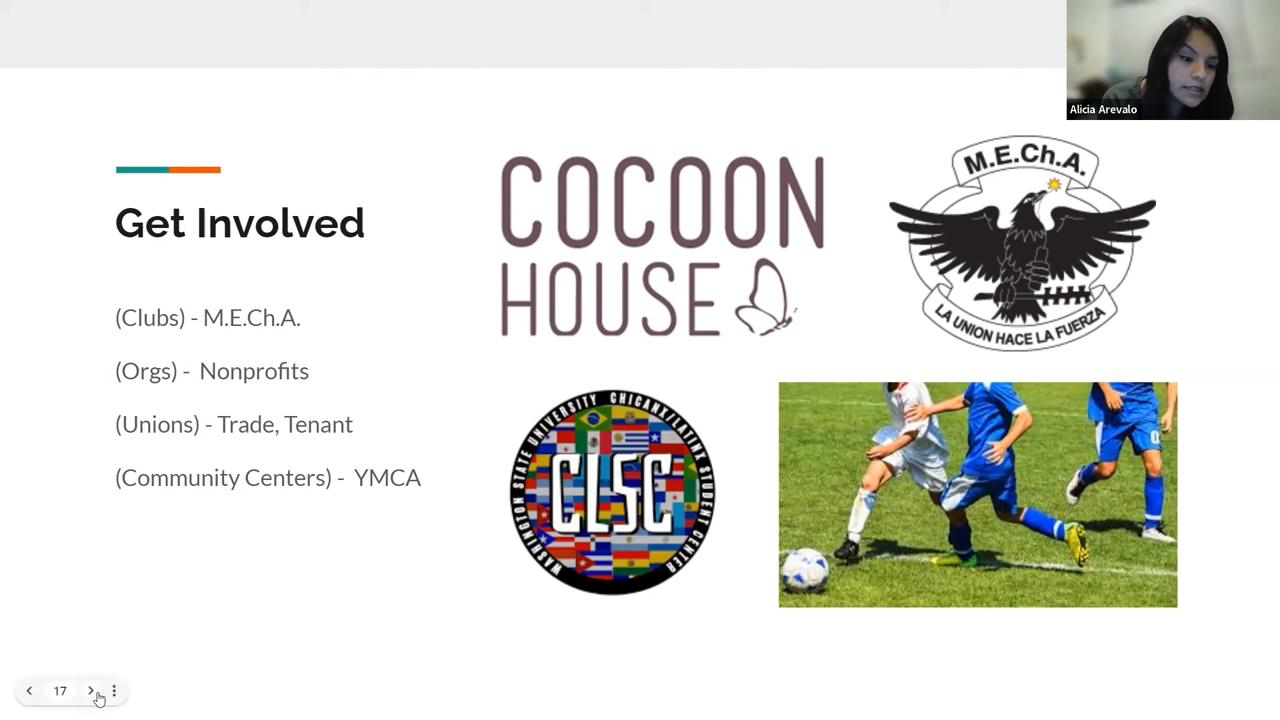 Alicia Arevalo
Get Involved
(Clubs) - M.E.Ch.A.
(Orgs) - Nonprofits
(Unions) - Trade, Tenant
(Community Centers) - YMCA
COCOON
HOUSE
M.E.Ch.A.
LA UNION HACE LA FUERZA
WASHINGTON STATE UNIVERSITY CHICANX/LATINX STUDENT CENTER
CLSC
17